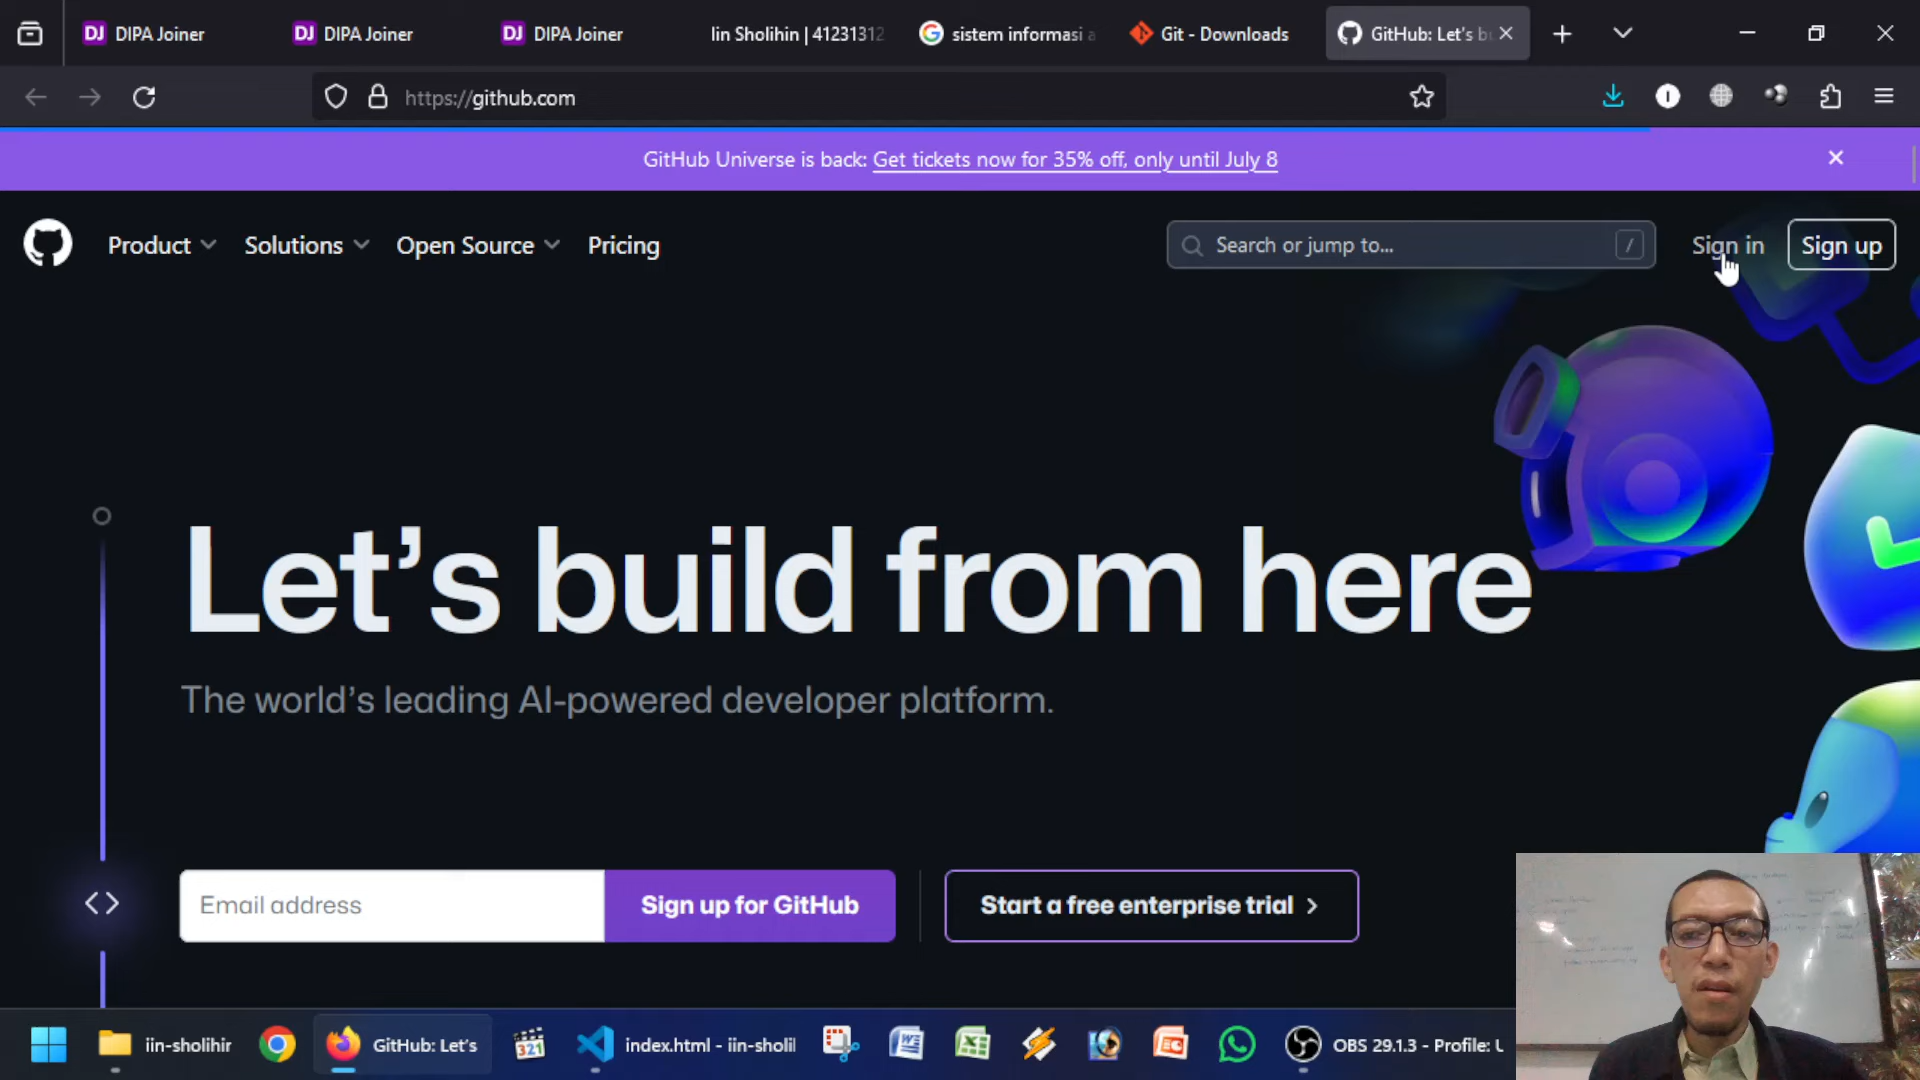 DJ DIPA Joiner
DJ DIPA Joiner
DJ DIPA Joiner
Iin Sholihin | 41231312
sistem informasi a
Git - Downloads
GitHub: Let's b
https://github.com
GitHub Universe is back: Get tickets now for 35% off, only until July 8
Product
Solutions
Open Source
Pricing
Search or jump to...
/
Sign in
Sign up
Let's build from here
The world's leading AI-powered developer platform.
Email address
Sign up for GitHub
Start a free enterprise trial
iin-sholihir
GitHub: Let's
321
index.html - iin-sholil
OBS 29.1.3 - Profile: U